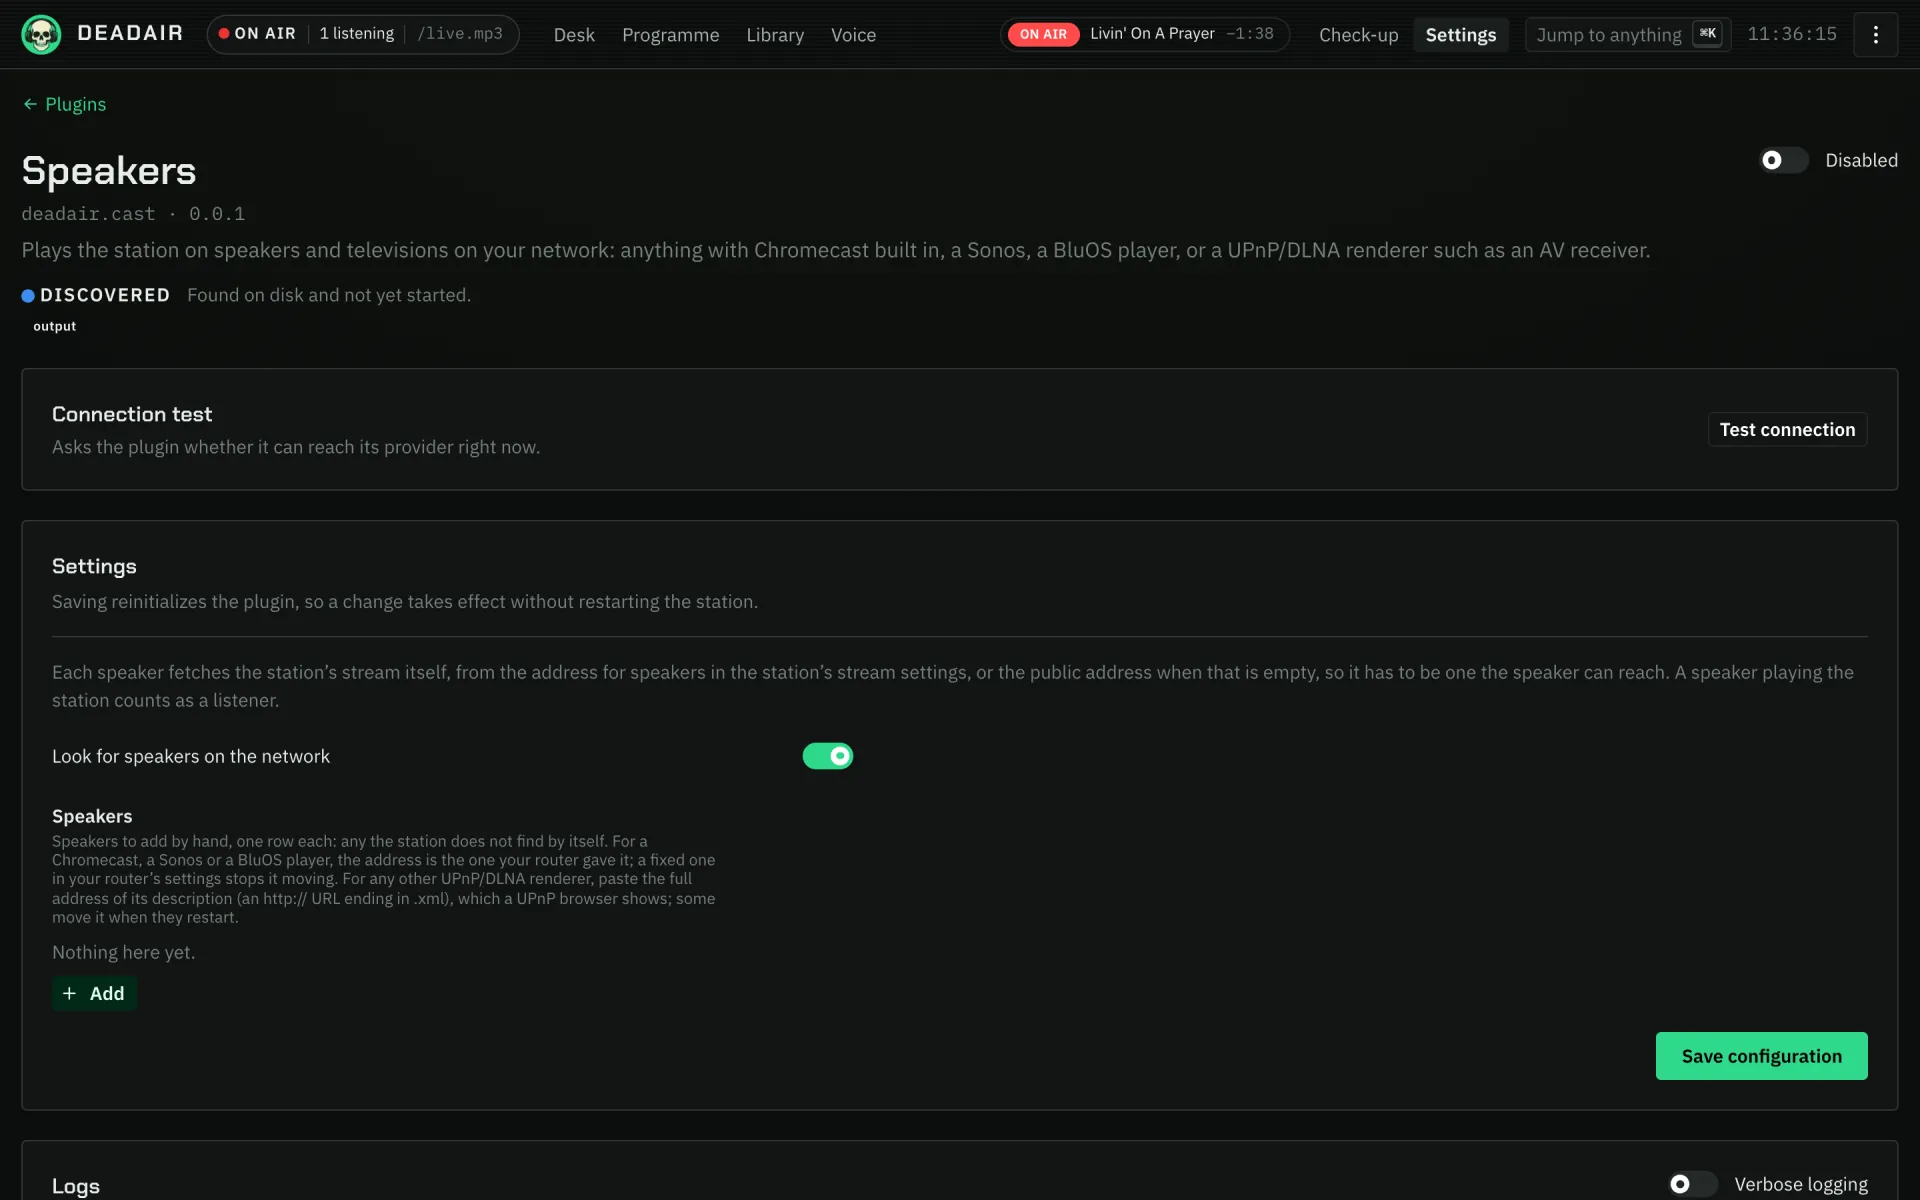 DEADAIR
ON AIR 1 listening /live.mp3
Desk Programme Library Voice
ON AIR Livin' On A Prayer −1:38
Check-up Settings
Jump to anything ⌘K
11:36:15
← Plugins
Speakers
Disabled
deadair.cast · 0.0.1
Plays the station on speakers and televisions on your network: anything with Chromecast built in, a Sonos, a BluOS player, or a UPnP/DLNA renderer such as an AV receiver.
DISCOVERED Found on disk and not yet started.
output
Connection test
Asks the plugin whether it can reach its provider right now.
Test connection
Settings
Saving reinitializes the plugin, so a change takes effect without restarting the station.
Each speaker fetches the station’s stream itself, from the address for speakers in the station’s stream settings, or the public address when that is empty, so it has to be one the speaker can reach. A speaker playing the
station counts as a listener.
Look for speakers on the network
Speakers
Speakers to add by hand, one row each: any the station does not find by itself. For a
Chromecast, a Sonos or a BluOS player, the address is the one your router gave it; a fixed one
in your router’s settings stops it moving. For any other UPnP/DLNA renderer, paste the full
address of its description (an http:// URL ending in .xml), which a UPnP browser shows; some
move it when they restart.
Nothing here yet.
+ Add
Save configuration
Logs
Verbose logging